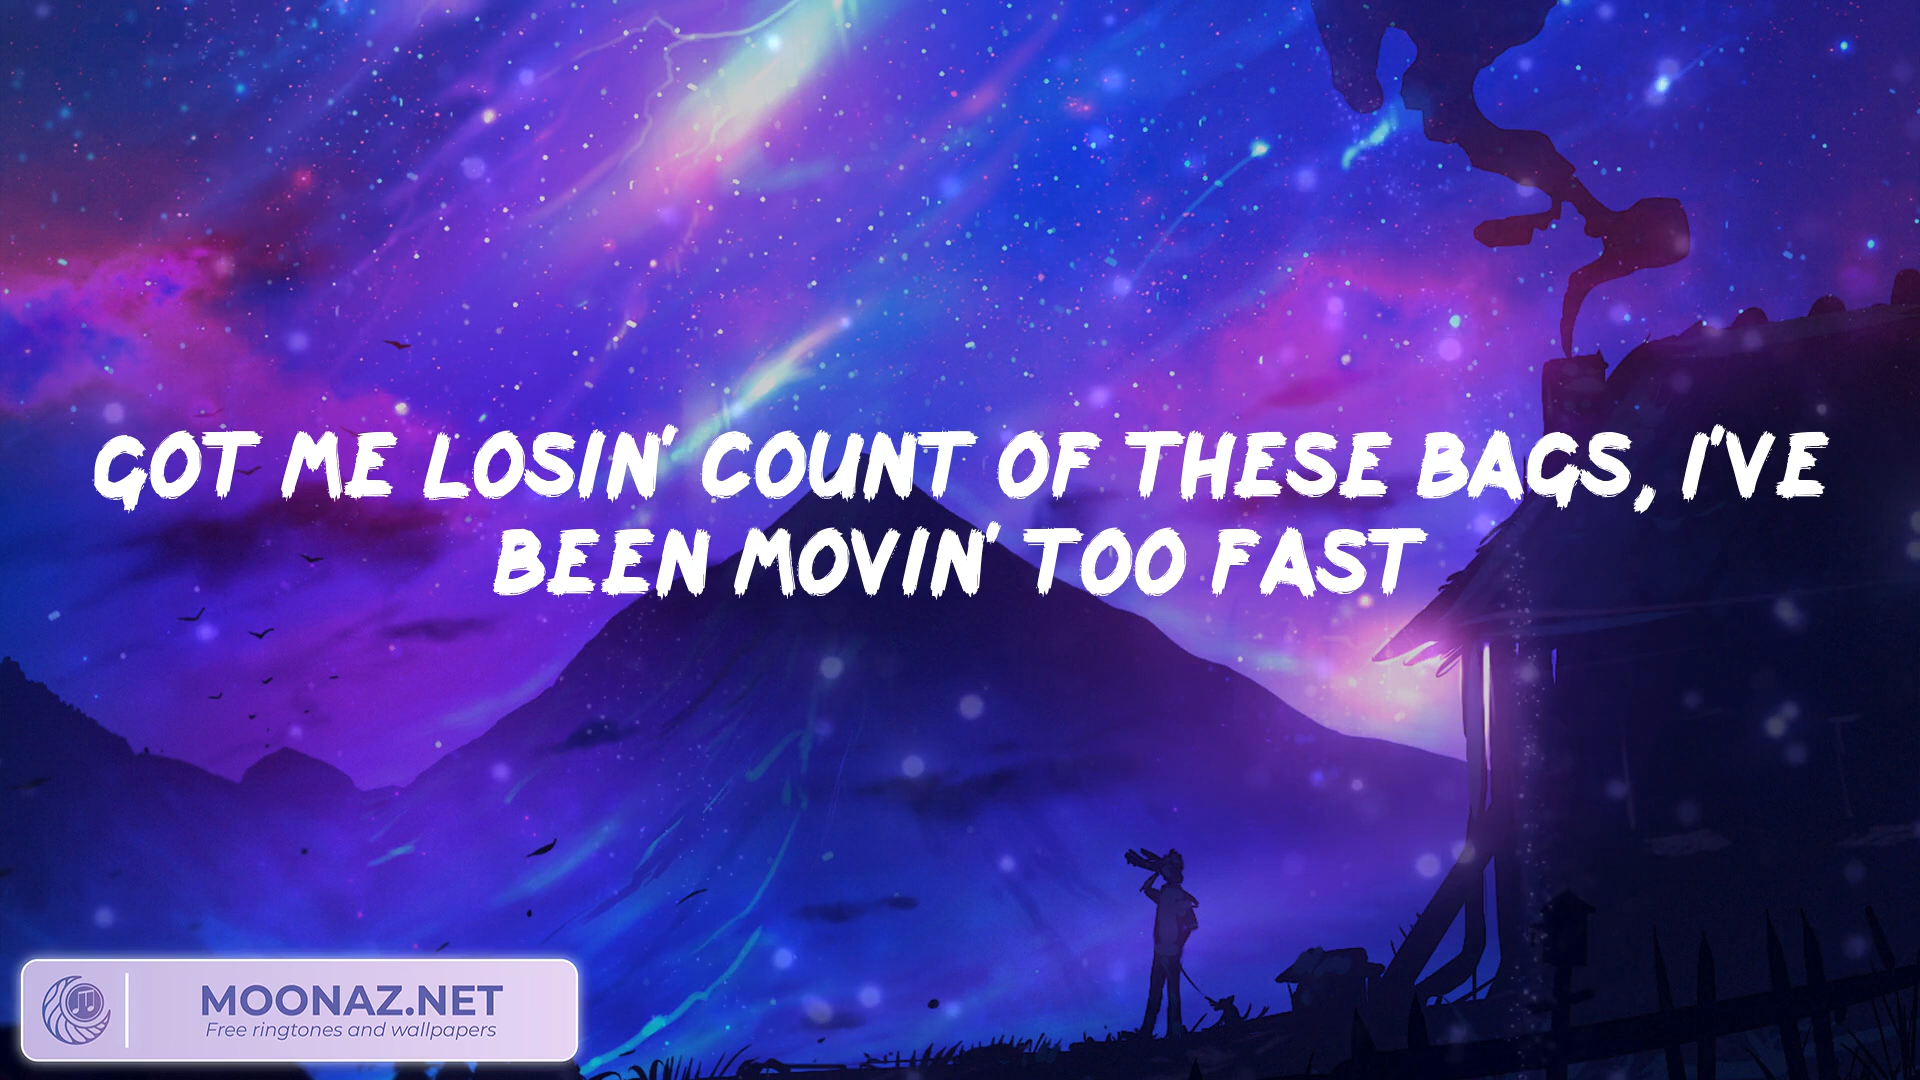 GOT ME LOSIN' COUNT OF THESE BAGS, I'VE
BEEN MOVIN' TOO FAST
MOONAZ.NET
Free ringtones and wallpapers